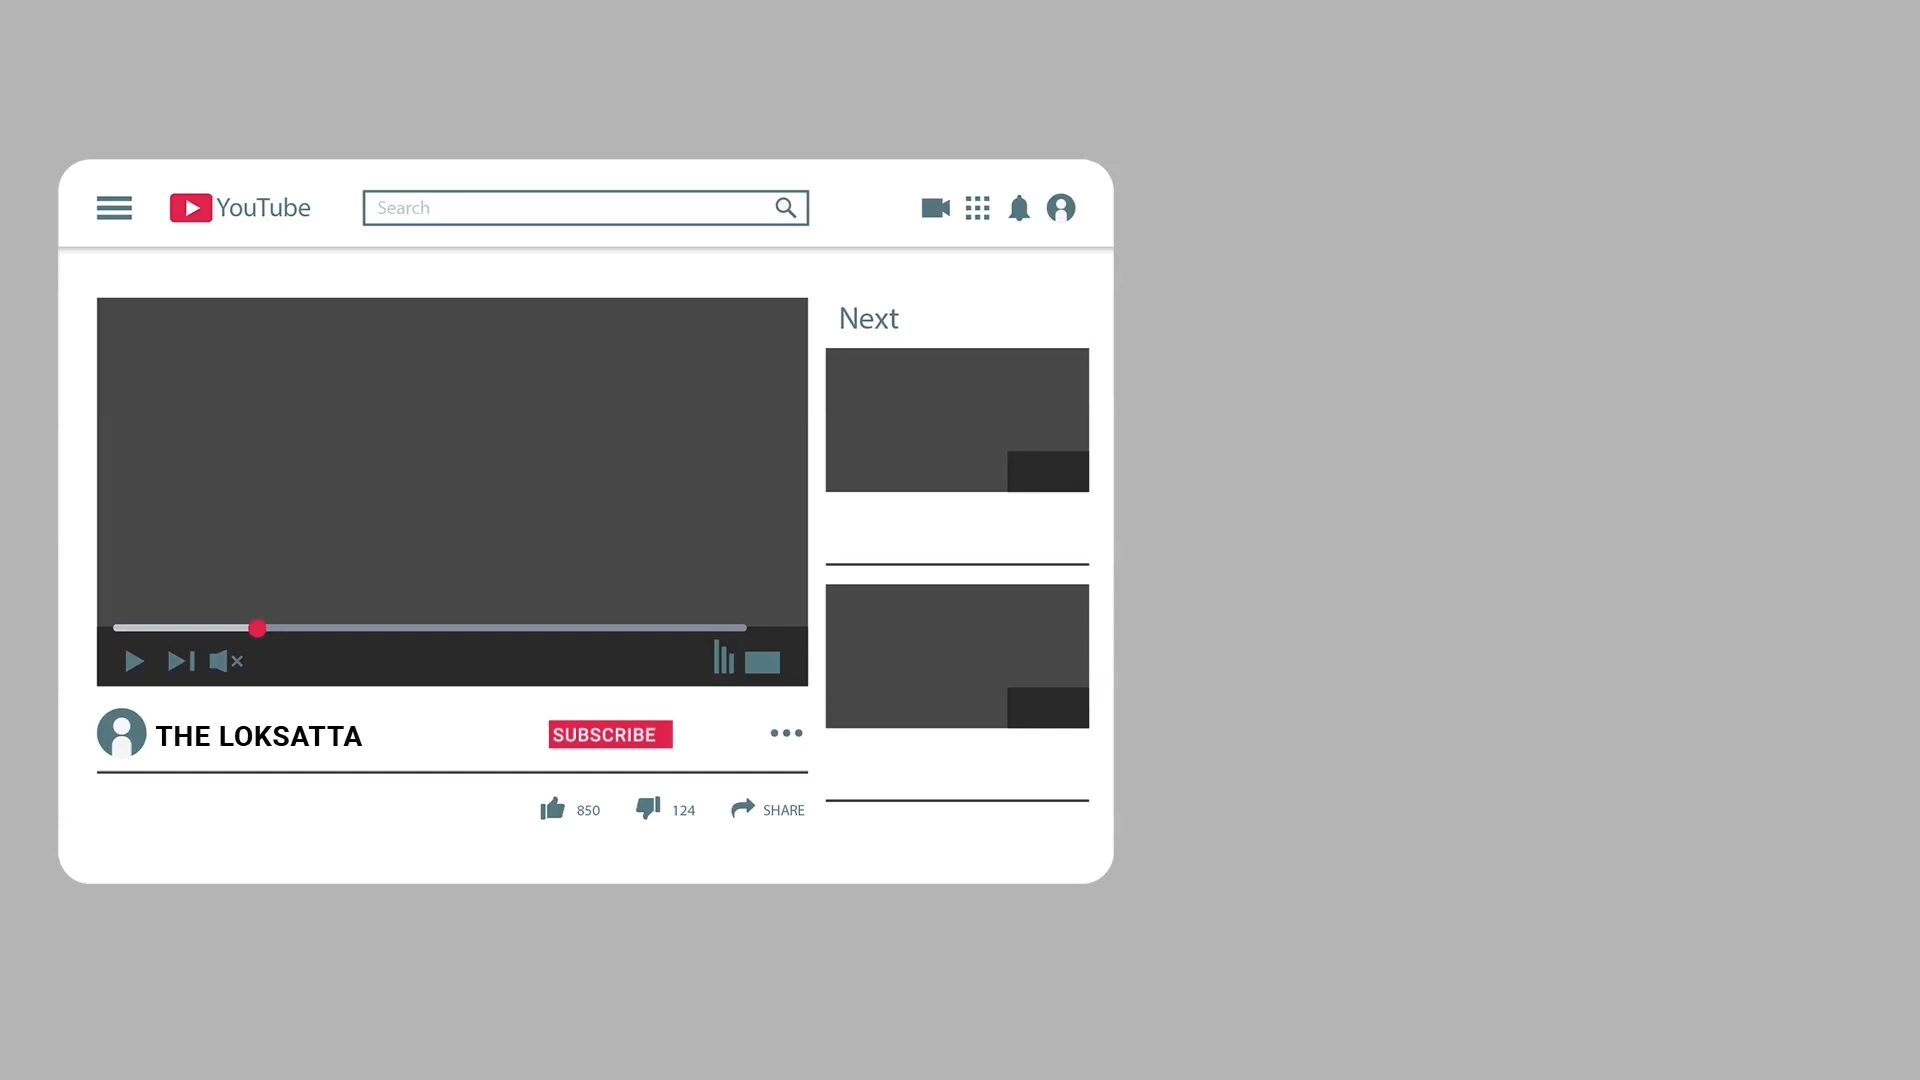 YouTube
Search
Next
THE LOKSATTA
SUBSCRIBE
850
124
SHARE